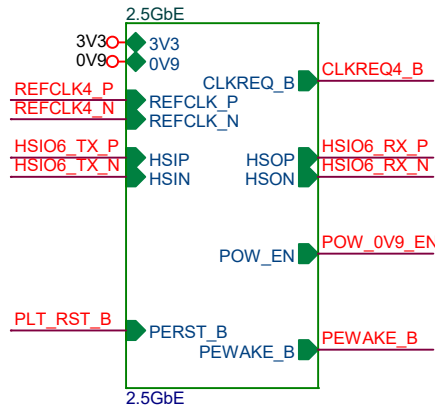 2.5GbE
3V3 3V3
0V9 0V9
CLKREQ_B CLKREQ4_B
REFCLK4_P REFCLK_P
REFCLK4_N REFCLK_N
HSIO6_TX_P HSIP HSOP HSIO6_RX_P
HSIO6_TX_N HSIN HSON HSIO6_RX_N
POW_EN POW_0V9_EN
PLT_RST_B PERST_B
PEWAKE_B PEWAKE_B
2.5GbE